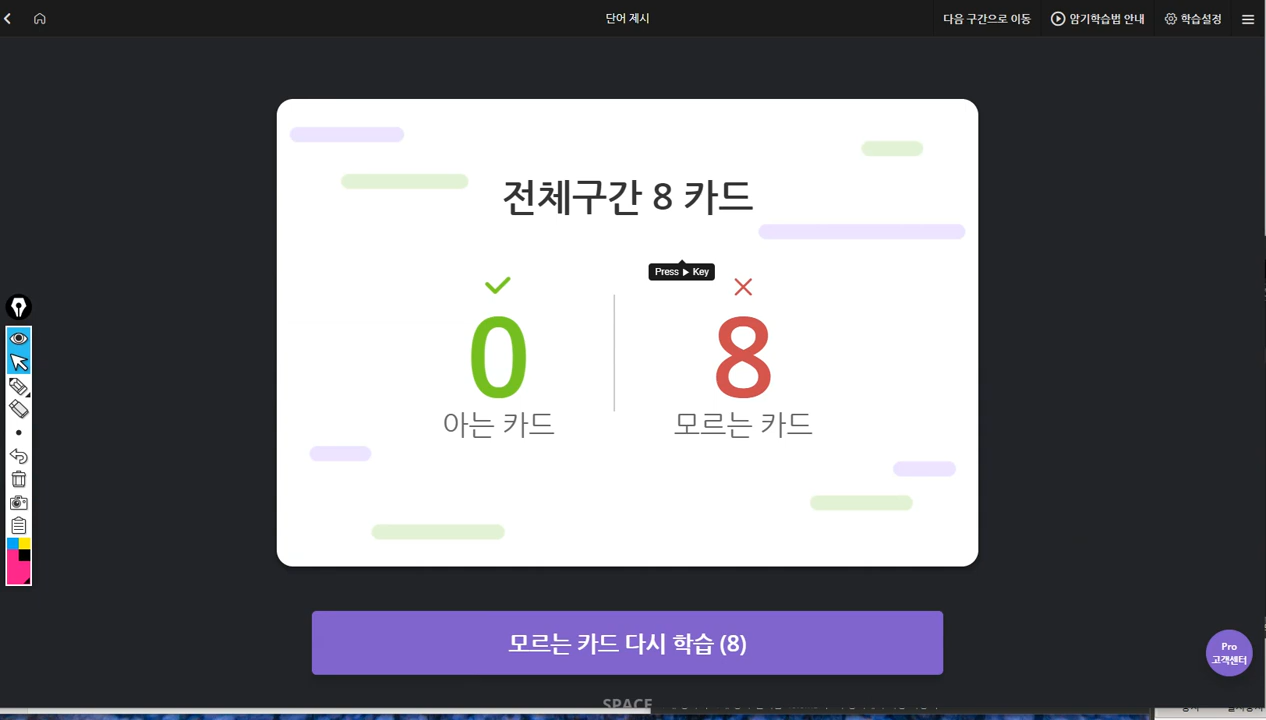 단어 제시
다음 구간으로 이동
암기학습법 안내
학습설정
전체구간 8 카드
Press ▶ Key
0
8
아는 카드
모르는 카드
모르는 카드 다시 학습 (8)
Pro
고객센터
SPACE